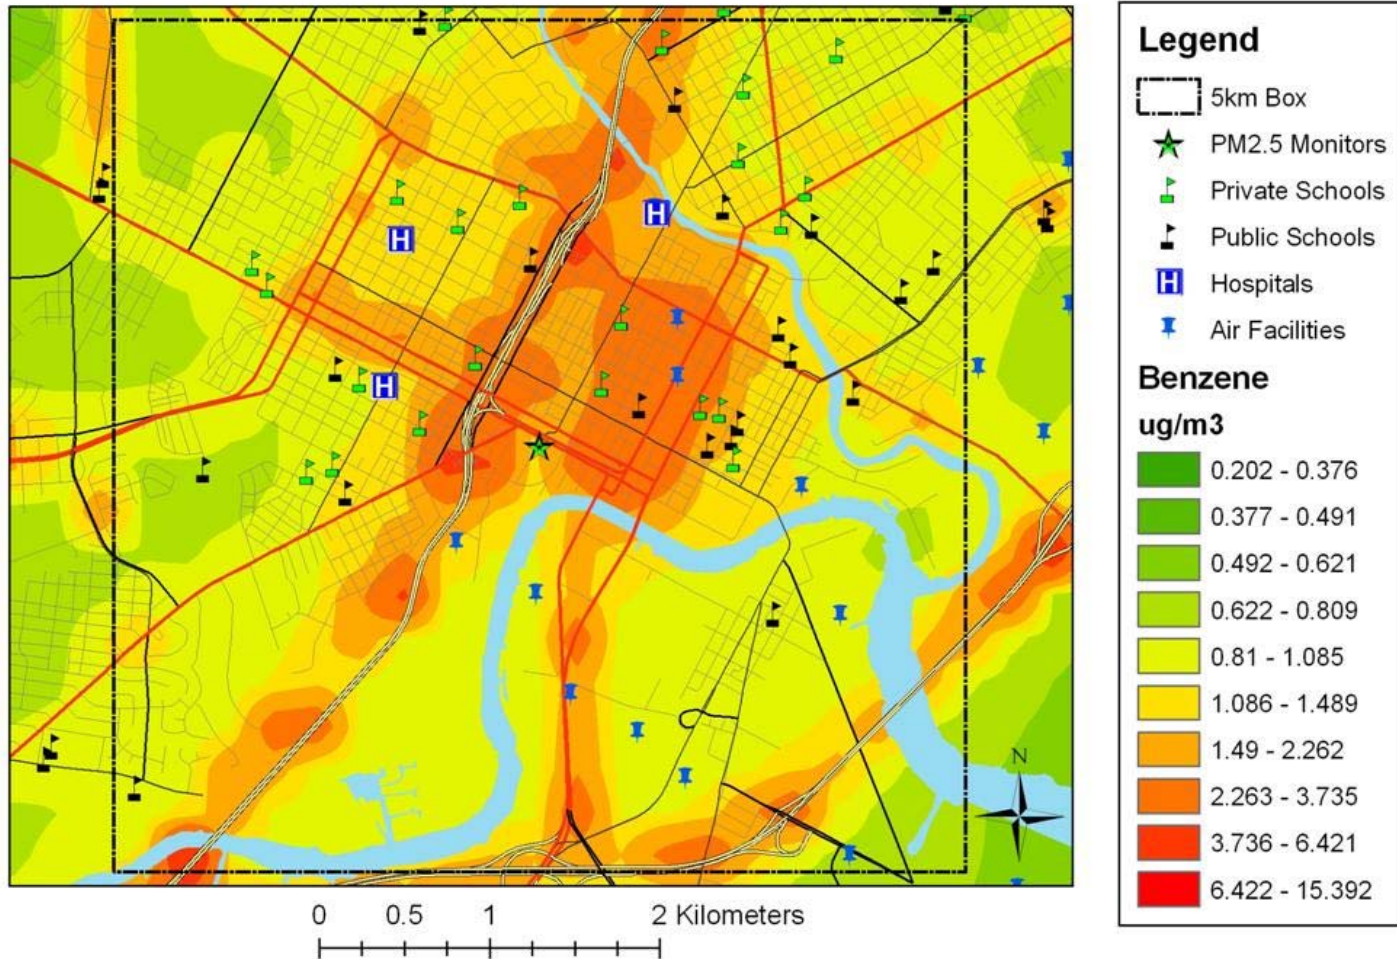 Legend
5km Box
PM2.5 Monitors
Private Schools
Public Schools
H Hospitals
Air Facilities
Benzene
ug/m3
0.202 - 0.376
0.377 - 0.491
0.492 - 0.621
0.622 - 0.809
0.81 - 1.085
1.086 - 1.489
1.49 - 2.262
2.263 - 3.735
3.736 - 6.421
6.422 - 15.392
H
H
H
N
0 0.5 1 2 Kilometers